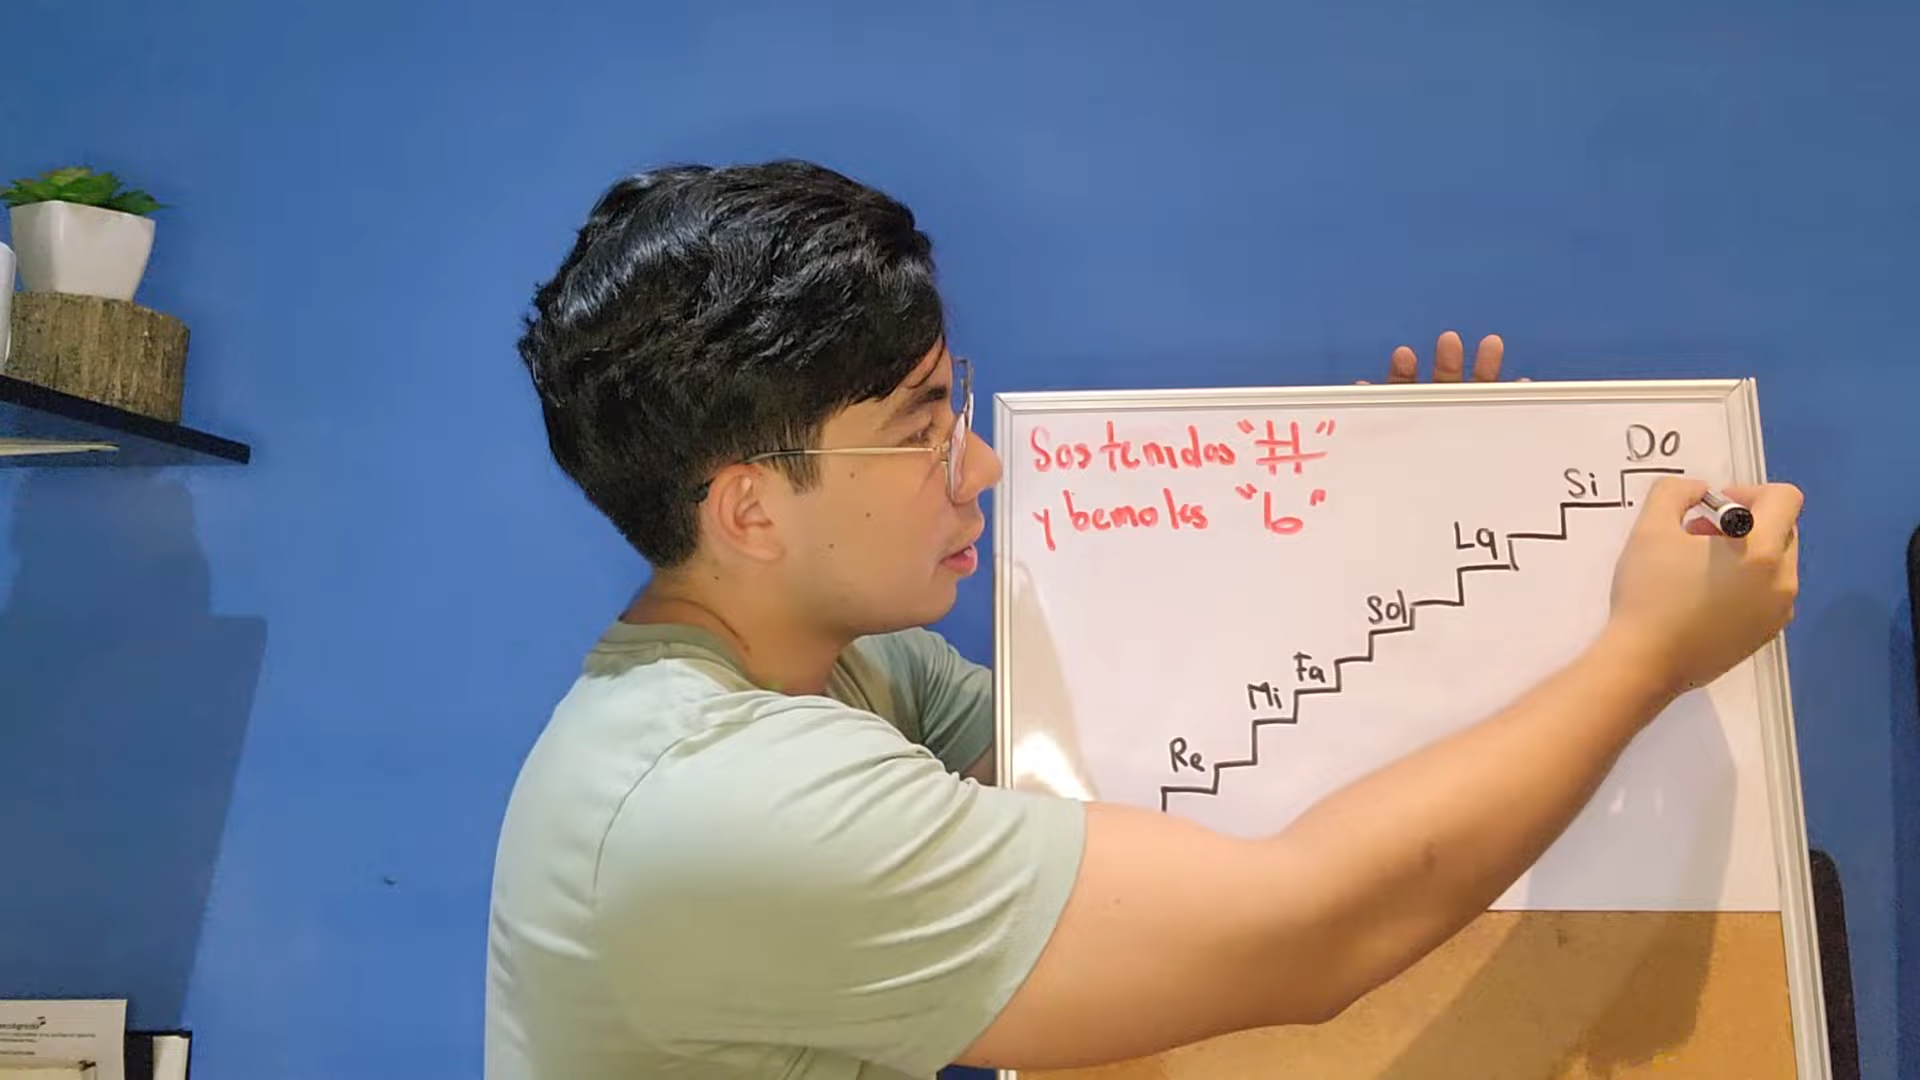 Sostenidos "#"
y bemoles "b"
Do
Si
La
Sol
Fa
Mi
Re